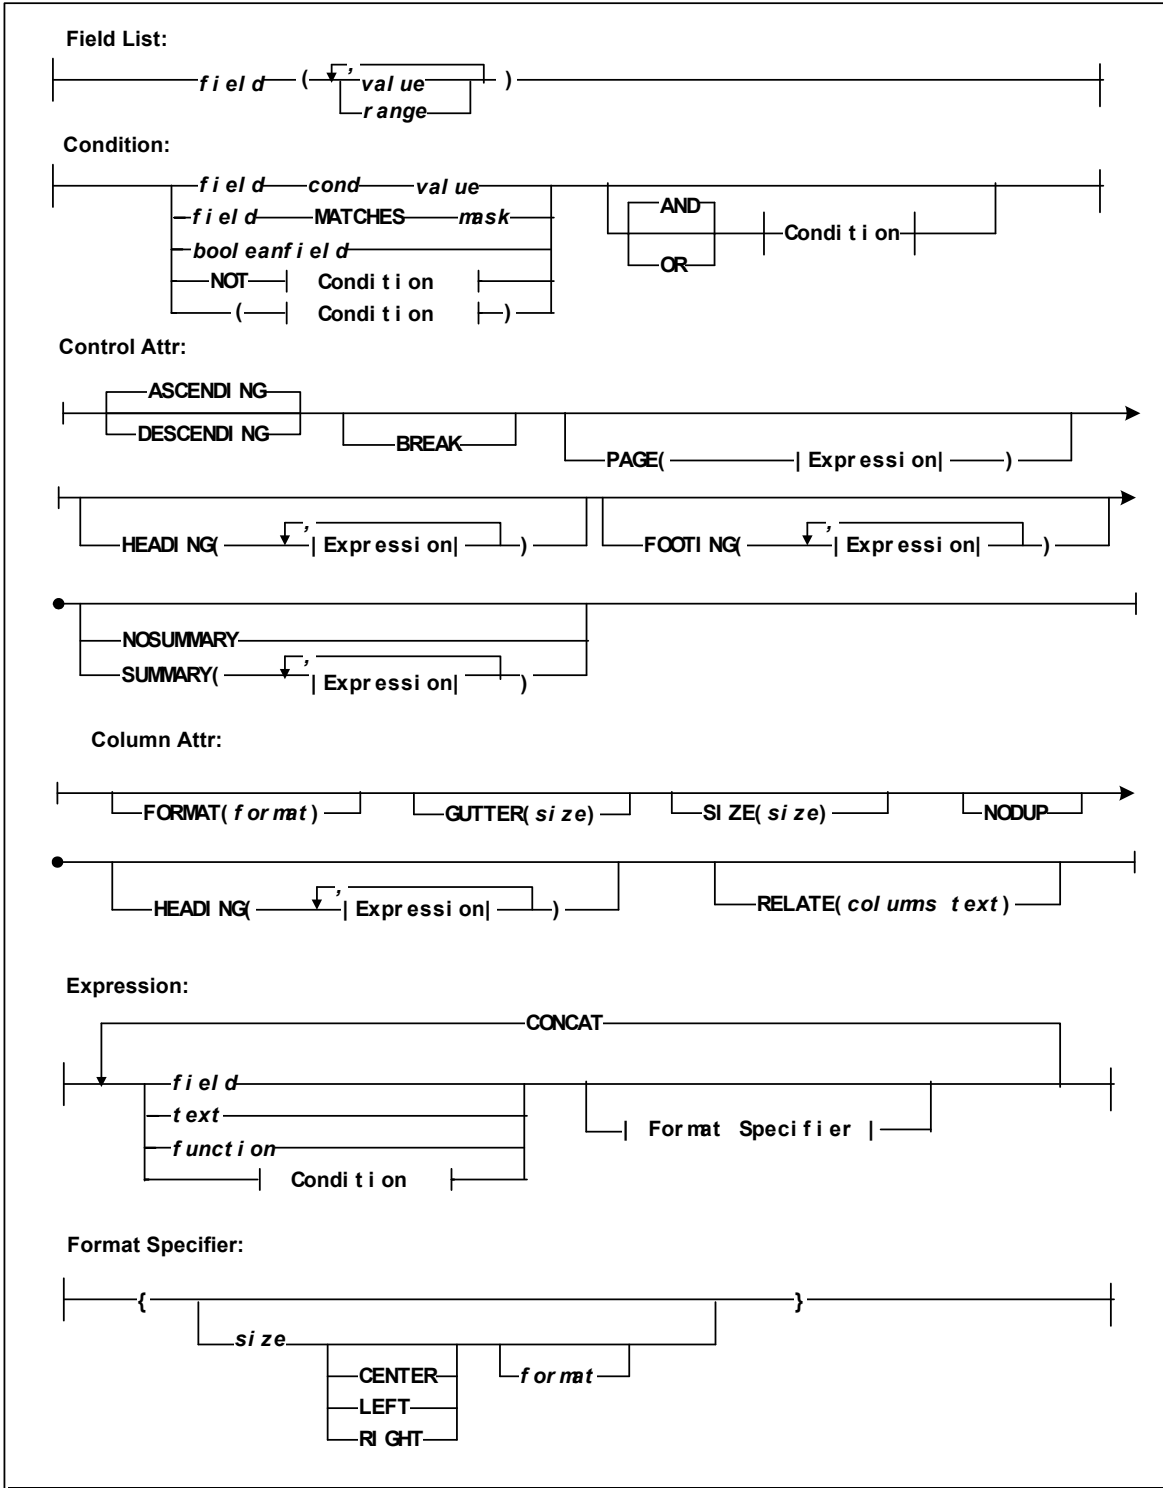 Field List:
field ( , value )
range
Condition:
field cond value
field MATCHES mask
booleanfield
NOT Condition
( Condition )
AND
OR
Condition
Control Attr:
ASCENDING
DESCENDING
BREAK
PAGE( |Expression| )
HEADING( , |Expression| )
FOOTING( , |Expression| )
NOSUMMARY
SUMMARY( , |Expression| )
Column Attr:
FORMAT(format)
GUTTER(size)
SIZE(size)
NODUP
HEADING( , |Expression| )
RELATE(columns text)
Expression:
CONCAT
field
text
function
Condition
| Format Specifier |
Format Specifier:
{ }
size
CENTER
LEFT
RIGHT
format